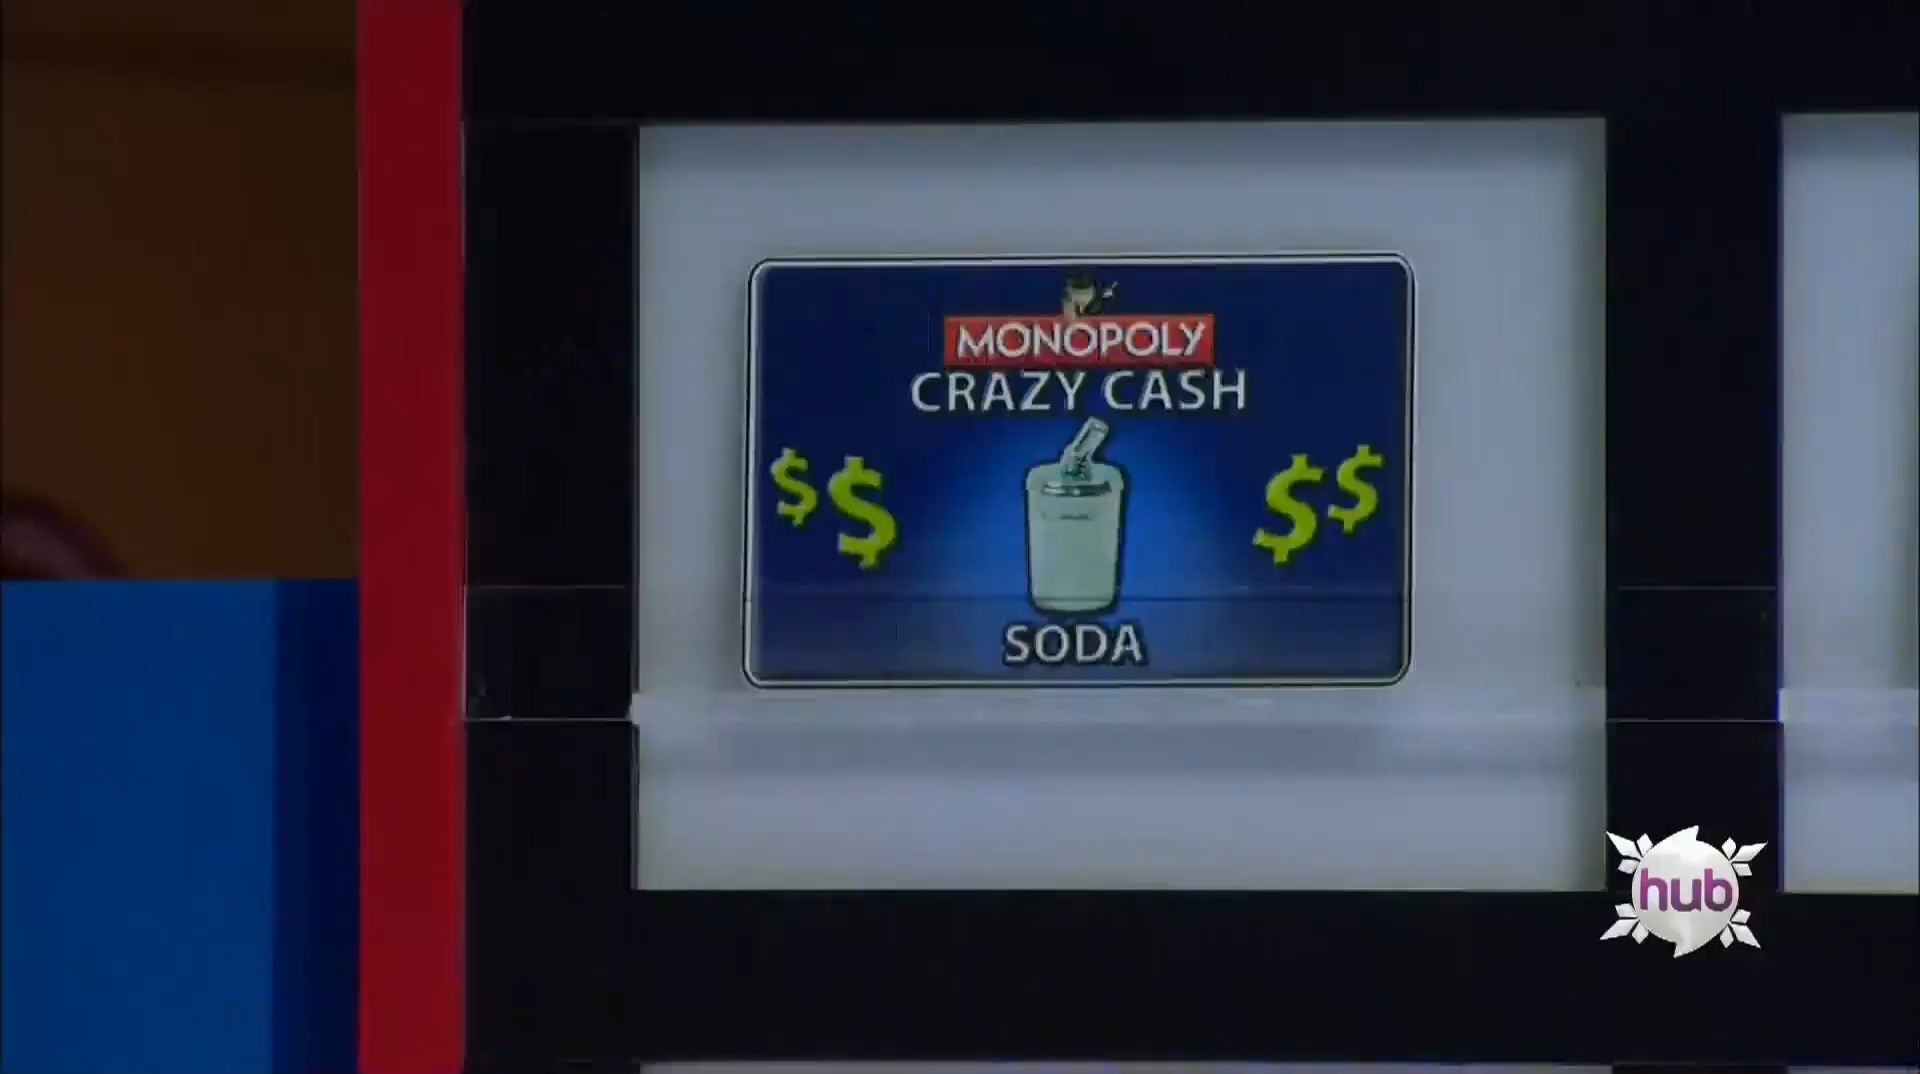 MONOPOLY
CRAZY CASH
$ $ $ $
SODA
hub